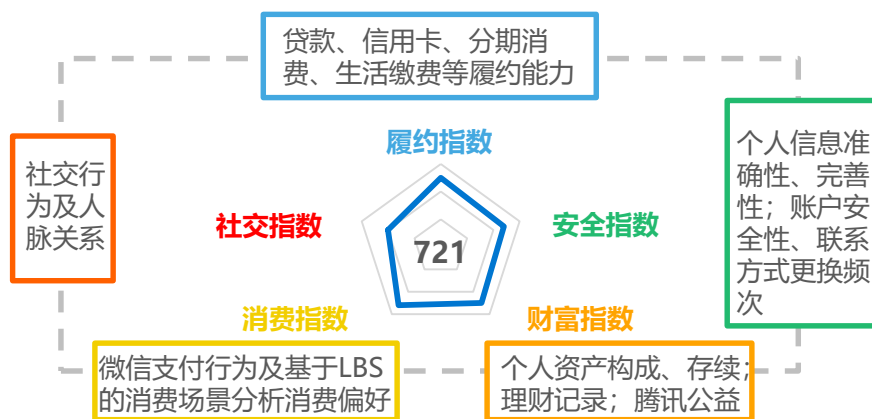 贷款、信用卡、分期消
费、生活缴费等履约能力
履约指数
社交行
为及人
脉关系
社交指数
721
安全指数
个人信息准
确性、完善
性；账户安
全性、联系
方式更换频
次
消费指数
财富指数
微信支付行为及基于LBS
的消费场景分析消费偏好
个人资产构成、存续；
理财记录；腾讯公益